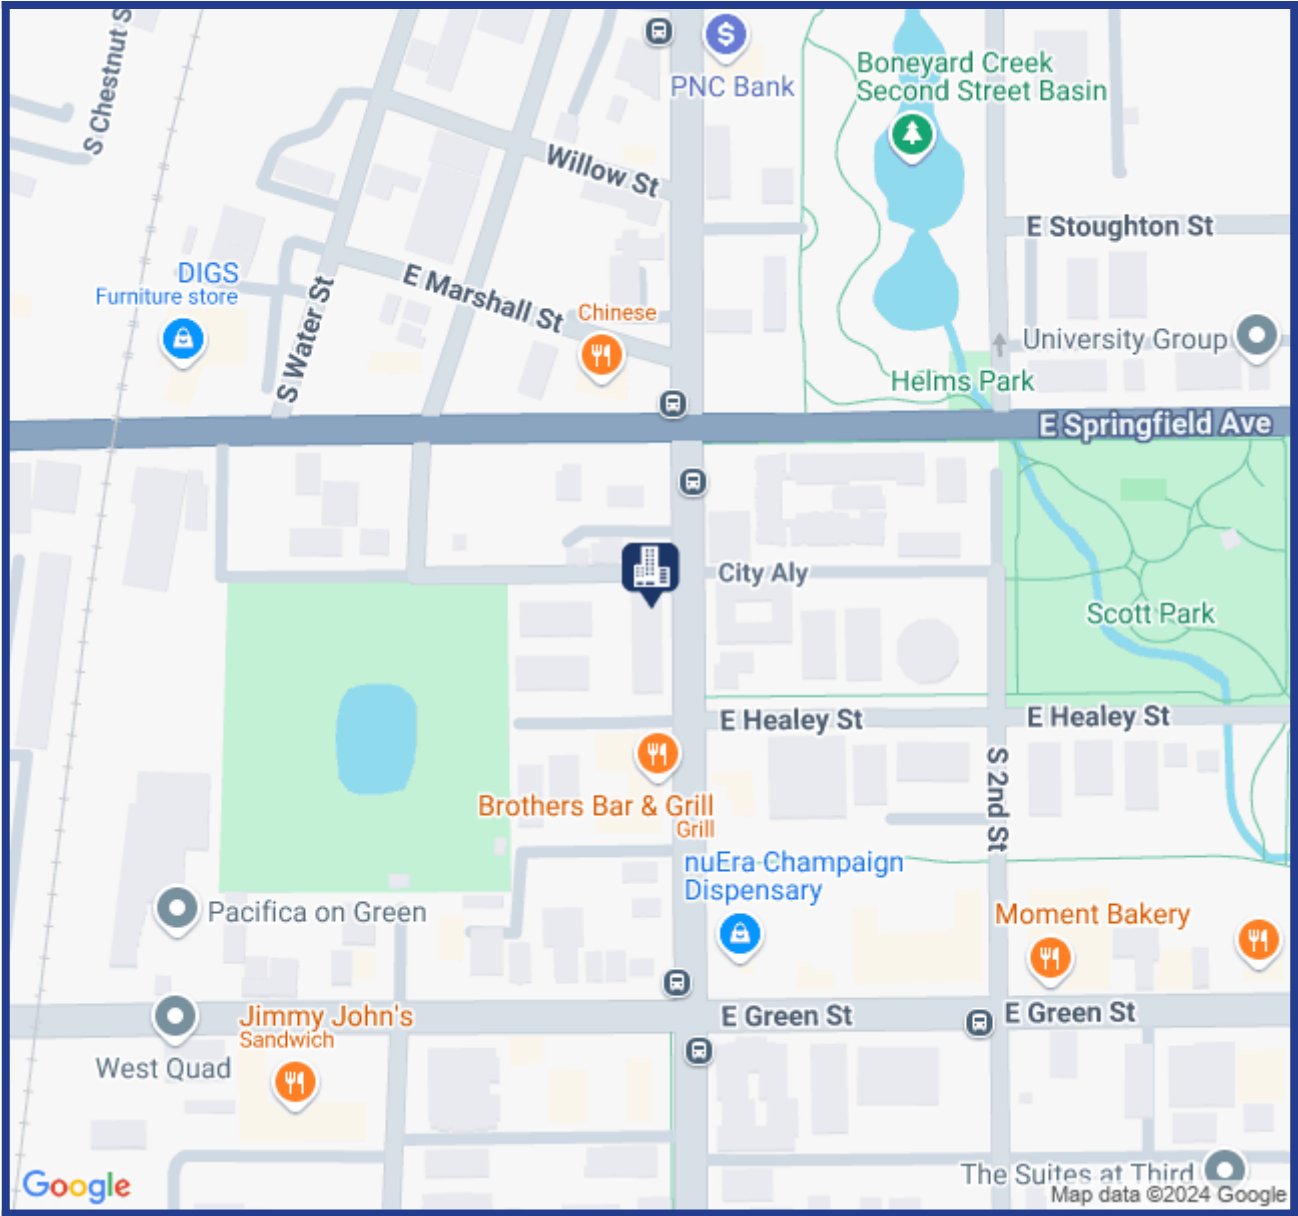 S Chestnut S
PNC Bank
Boneyard Creek
Second Street Basin
Willow St
E Stoughton St
DIGS
Furniture store
E Marshall St
S Water St
Chinese
University Group
Helms Park
E Springfield Ave
City Aly
Scott Park
E Healey St
E Healey St
S 2nd St
Brothers Bar & Grill
Grill
nuEra Champaign
Dispensary
Pacifica on Green
Moment Bakery
Jimmy John's
Sandwich
E Green St
E Green St
West Quad
The Suites at Third
Google
Map data ©2024 Google